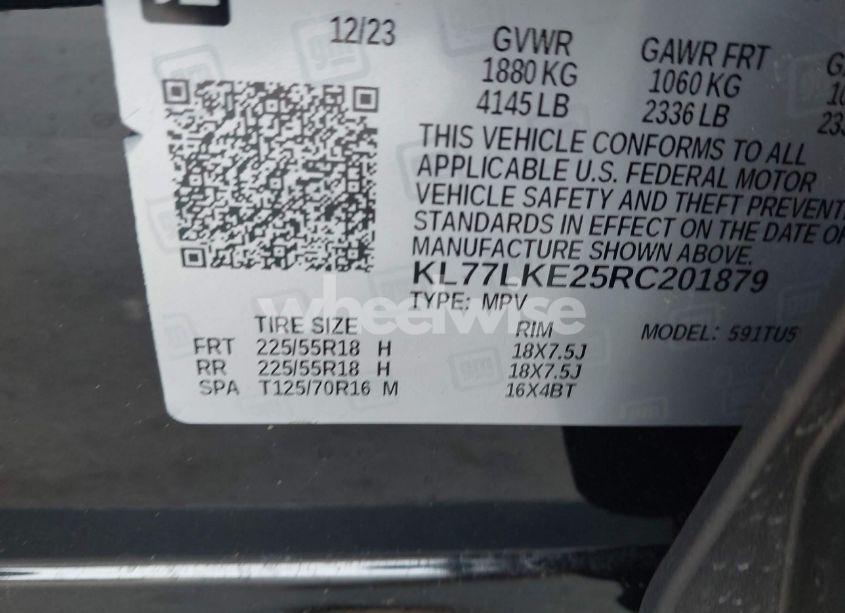 12/23
GVWR
1880 KG
4145 LB
GAWR FRT
1060 KG
2336 LB
THIS VEHICLE CONFORMS TO ALL
APPLICABLE U.S. FEDERAL MOTOR
VEHICLE SAFETY AND THEFT PREVENT
STANDARDS IN EFFECT ON THE DATE OF
MANUFACTURE SHOWN ABOVE.
KL77LKE25RC201879
TYPE: MPV
MODEL: 591TU5
wheelwise
TIRE SIZE RIM
FRT 225/55R18 H 18X7.5J
RR 225/55R18 H 18X7.5J
SPA T125/70R16 M 16X4BT
gm